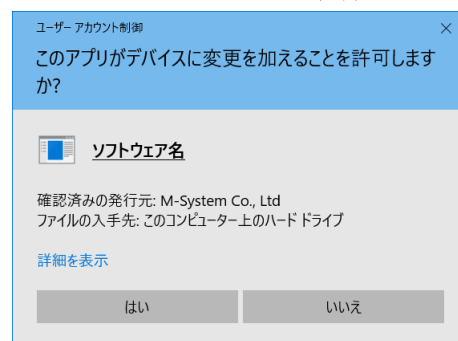 ユーザー アカウント制御
このアプリがデバイスに変更を加えることを許可します
か?
ソフトウェア名
確認済みの発行元: M-System Co., Ltd
ファイルの入手先: このコンピューター上のハード ドライブ
詳細を表示
はい
いいえ